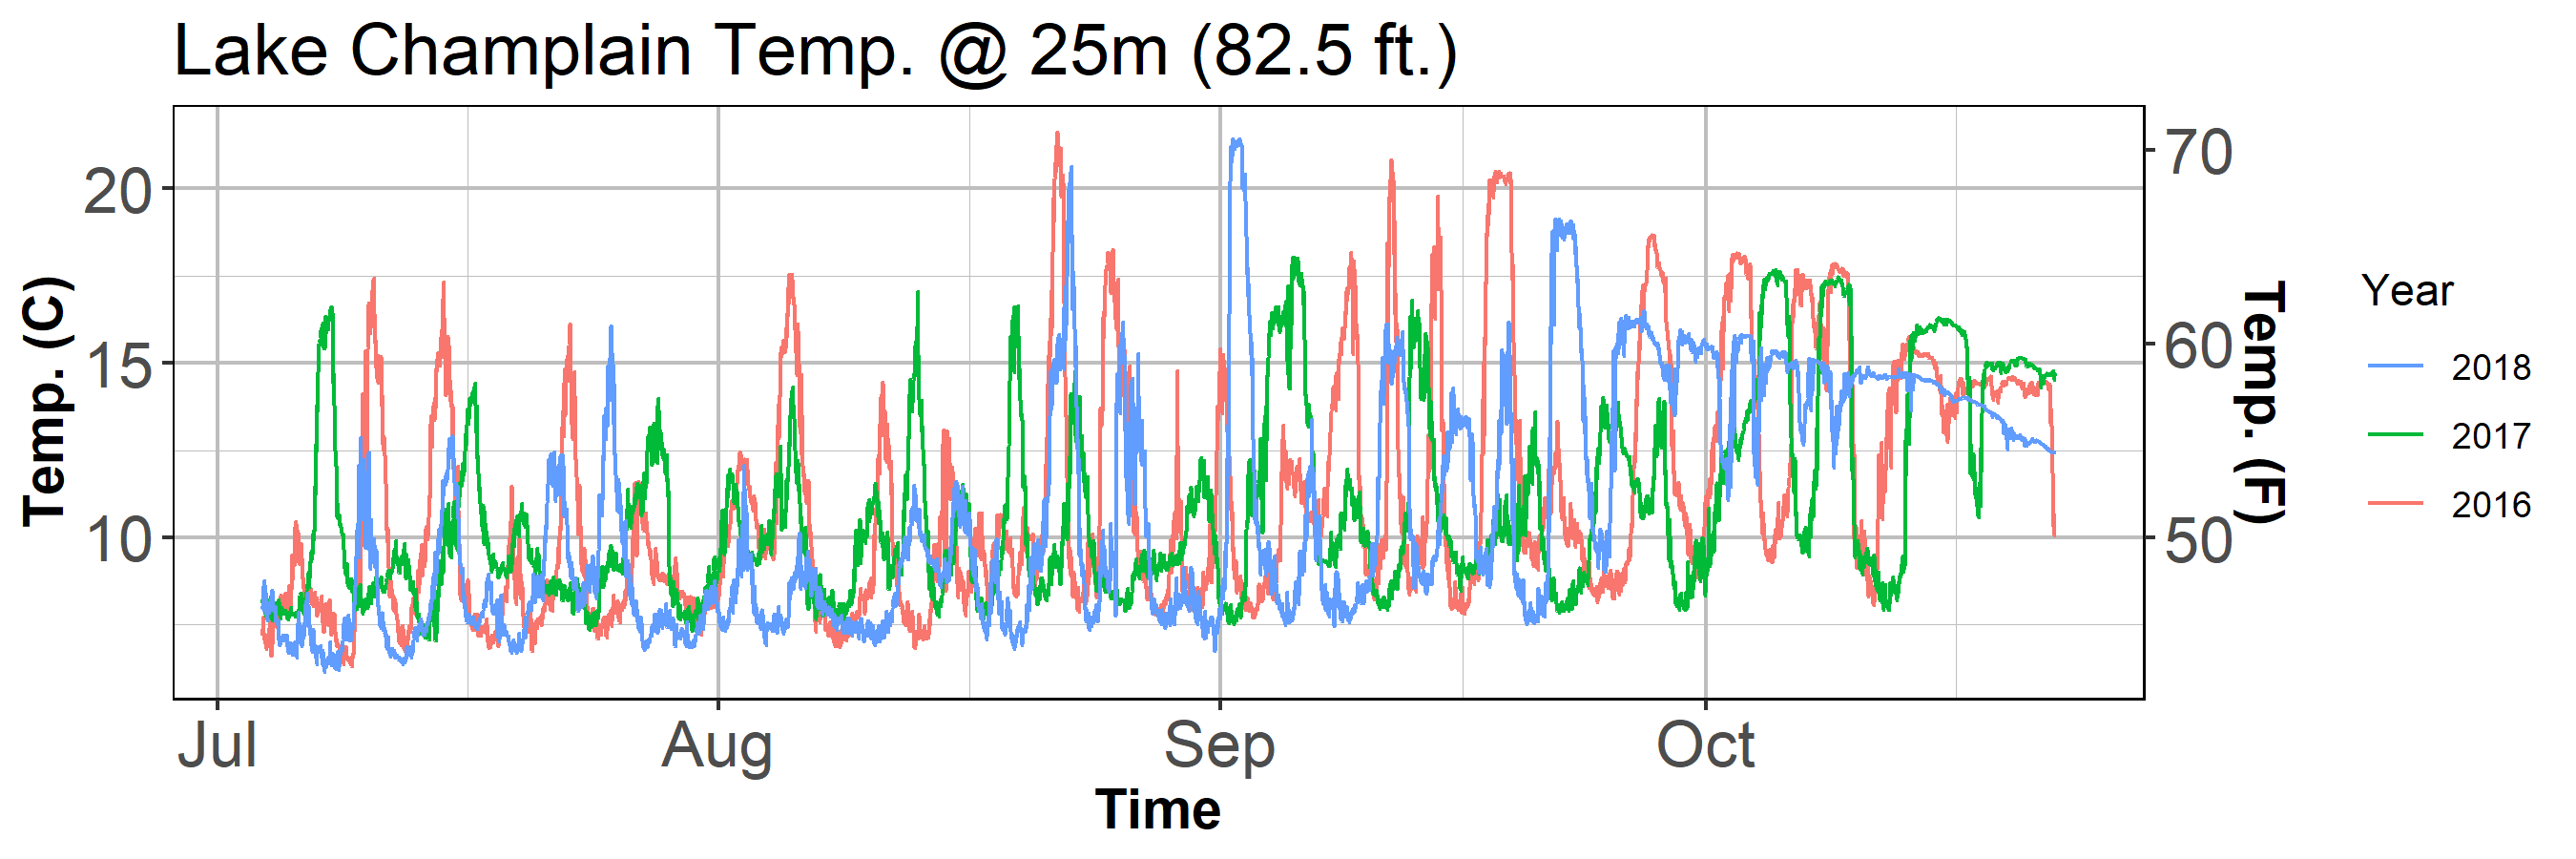 Lake Champlain Temp. @ 25m (82.5 ft.)
Temp. (C)
20
15
10
70
60
50
Temp. (F)
Jul Aug Sep Oct
Time
Year
2018
2017
2016